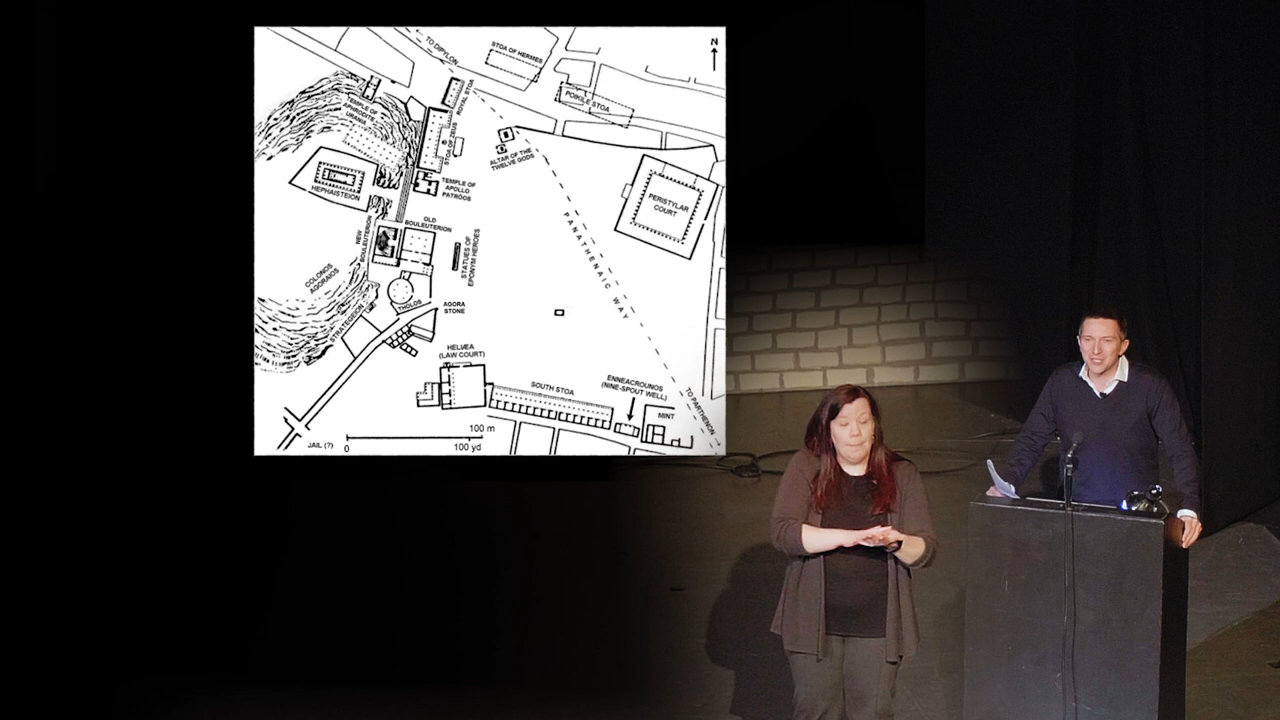 N
TO DIPYLON
STOA OF HERMES
ROYAL STOA
POIKILE STOA
TEMPLE OF
APHRODITE
URANIA
STOA OF ZEUS
ALTAR OF THE
TWELVE GODS
HEPHAISTEION
TEMPLE OF
APOLLO
PATROOS
PERISTYLAR
COURT
OLD
BOULEUTERION
NEW
BOULEUTERION
STATUES OF
EPONYM HEROES
PANATHENAIC WAY
COLONOS
AGORAIOS
THOLOS
AGORA
STONE
STRATEGEION
HELIAEA
(LAW COURT)
SOUTH STOA
ENNEACROUNOS
(NINE-SPOUT WELL)
MINT
TO PARTHENON
JAIL (?)
100 m
0
100 yd